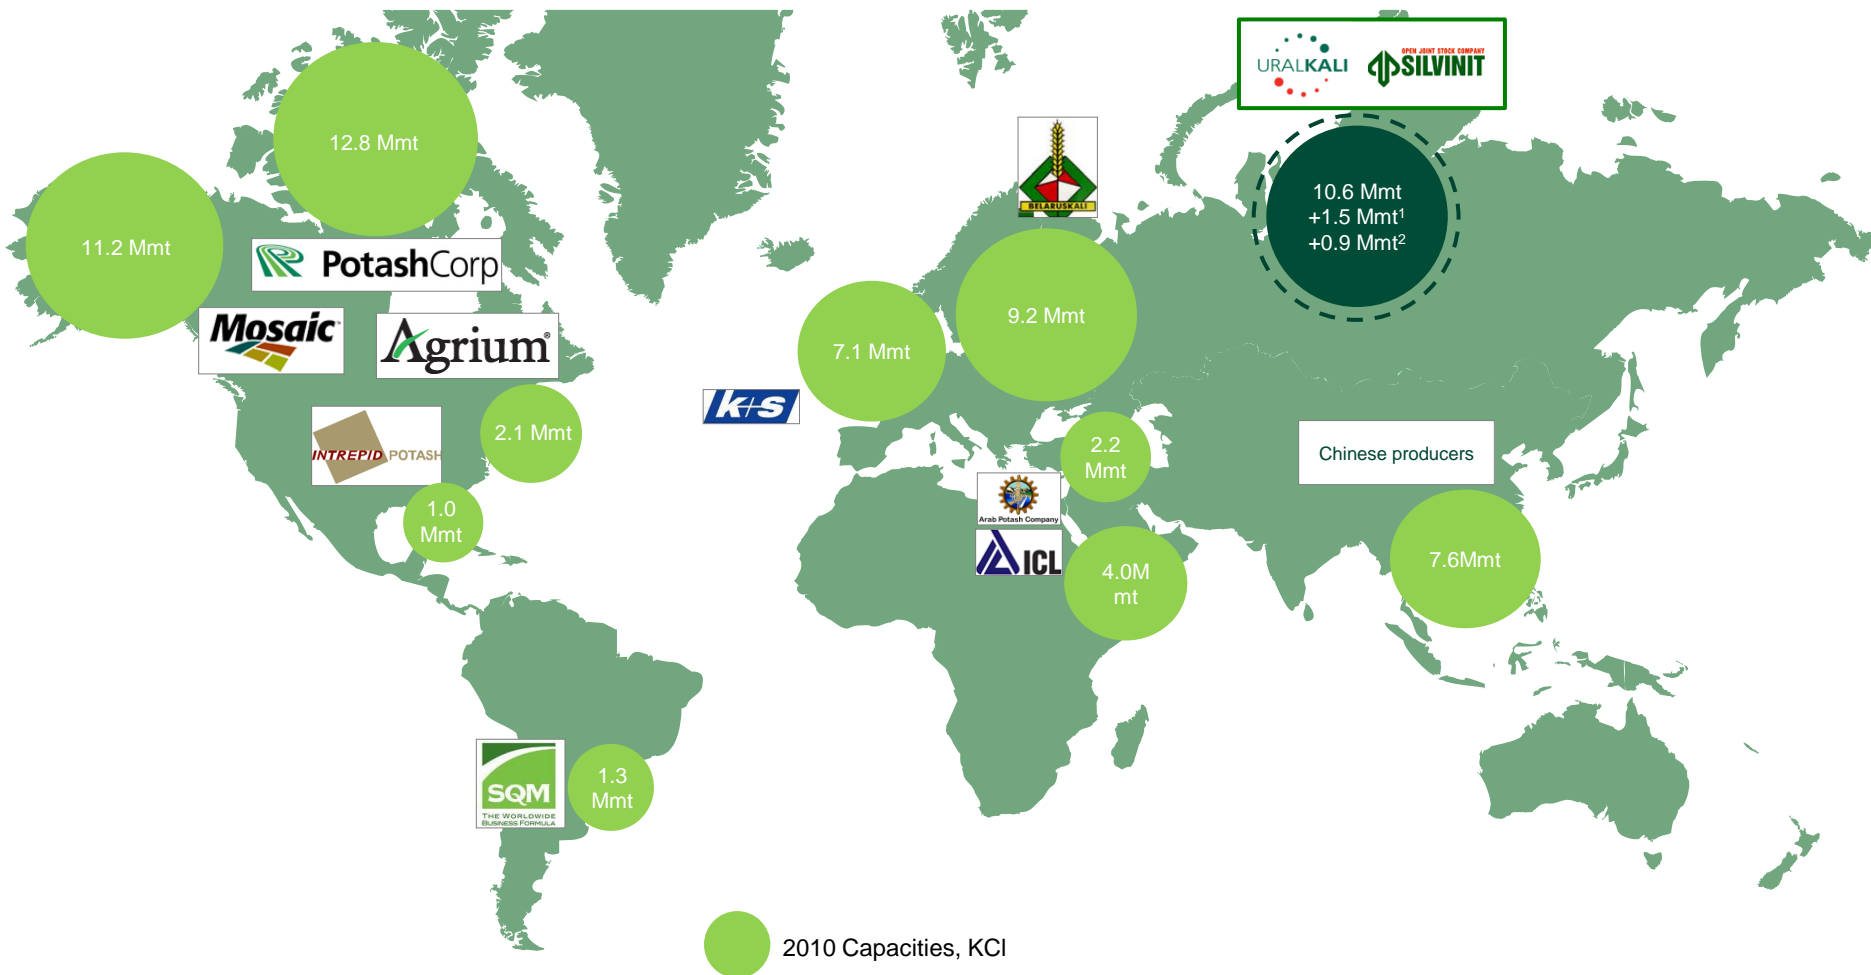 URALKALI
OPEN JOINT STOCK COMPANY
SILVINIT
12.8 Mmt
10.6 Mmt
+1.5 Mmt¹
+0.9 Mmt²
BELARUSKALI
11.2 Mmt
PotashCorp
9.2 Mmt
Mosaic
Agrium®
7.1 Mmt
K+S
2.1 Mmt
INTREPID POTASH
2.2
Mmt
Chinese producers
Arab Potash Company
1.0
Mmt
ICL
4.0M
mt
7.6Mmt
SQM
THE WORLDWIDE
BUSINESS FORMULA
1.3
Mmt
2010 Capacities, KCl